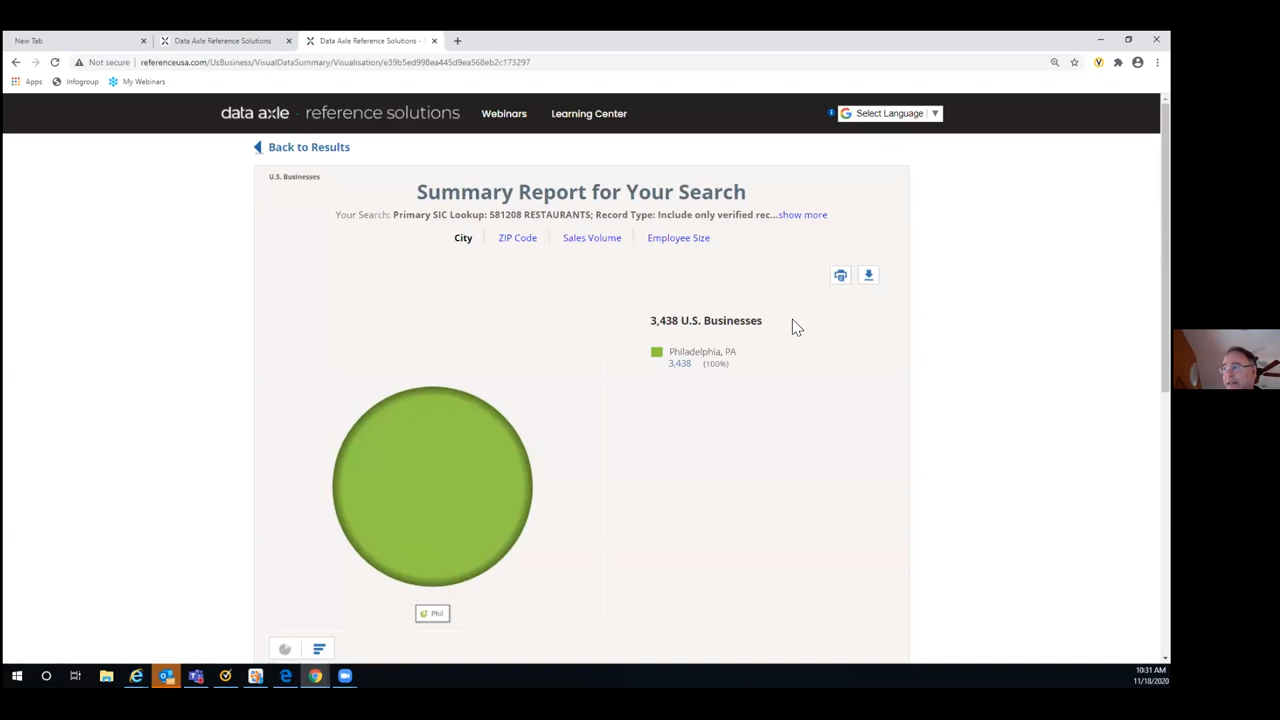 New Tab
Data Axle Reference Solutions
Data Axle Reference Solutions -
Not secure
referenceusa.com/UsBusiness/VisualDataSummary/Visualisation/e39b5ed998ea445d9ea568eb2c173297
Apps
Infogroup
My Webinars
data axle · reference solutions
Webinars
Learning Center
Select Language
Back to Results
U.S. Businesses
Summary Report for Your Search
Your Search: Primary SIC Lookup: 581208 RESTAURANTS; Record Type: Include only verified rec...show more
City
ZIP Code
Sales Volume
Employee Size
3,438 U.S. Businesses
Philadelphia, PA
3,438 (100%)
Phil
10:31 AM
11/18/2020